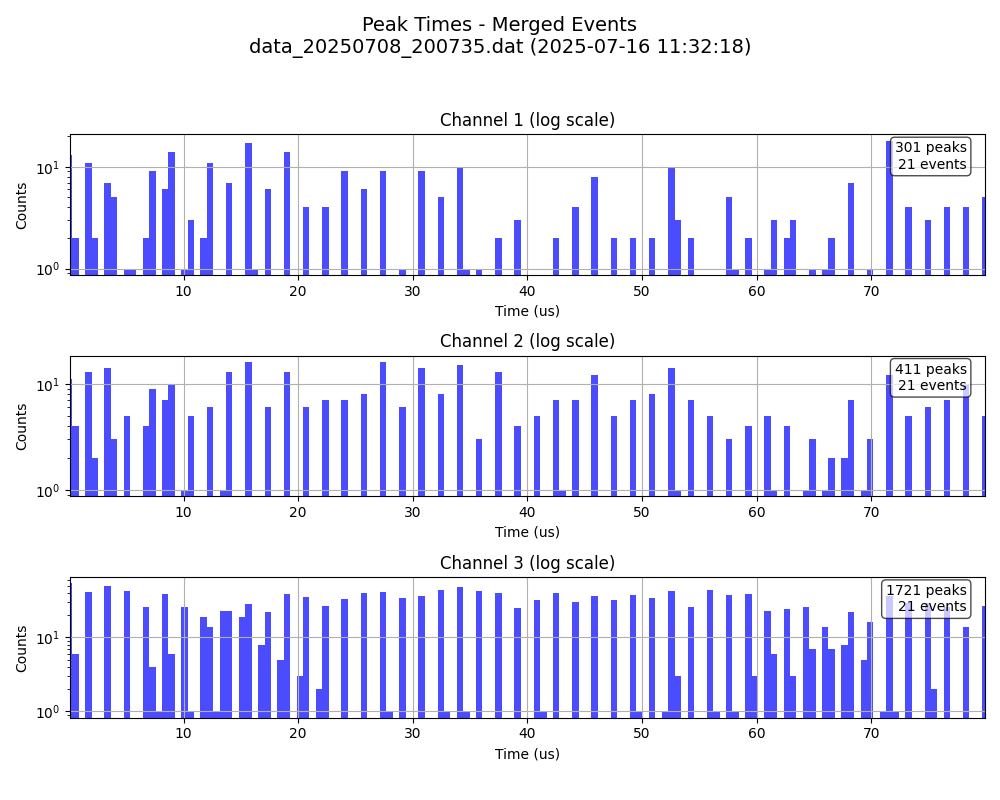 Peak Times - Merged Events
data_20250708_200735.dat (2025-07-16 11:32:18)
Channel 1 (log scale)
301 peaks
21 events
Counts
10¹
10⁰
10 20 30 40 50 60 70
Time (us)
Channel 2 (log scale)
411 peaks
21 events
Counts
10¹
10⁰
10 20 30 40 50 60 70
Time (us)
Channel 3 (log scale)
1721 peaks
21 events
Counts
10¹
10⁰
10 20 30 40 50 60 70
Time (us)